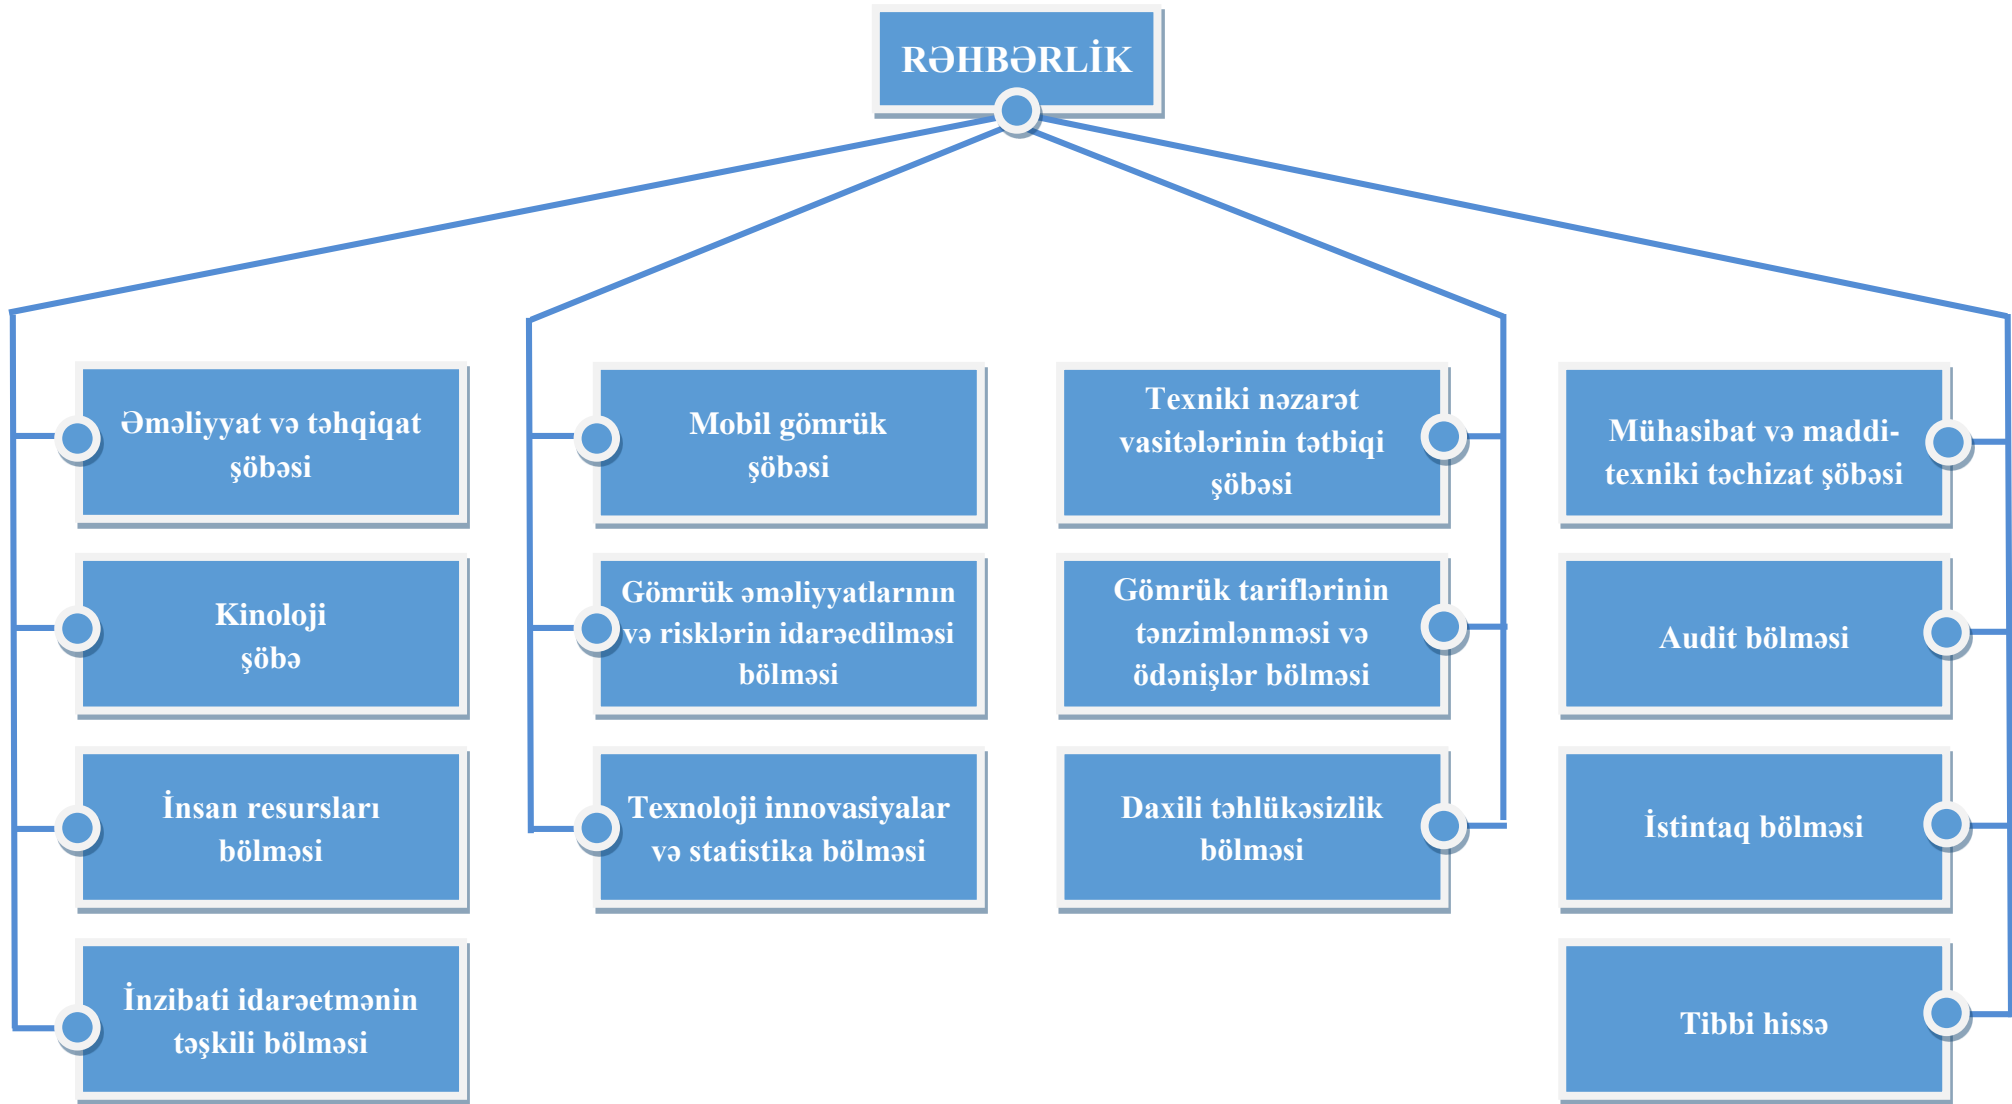 RƏHBƏRLİK
Əməliyyat və təhqiqat
şöbəsi
Kinoloji
şöbə
İnsan resursları
bölməsi
İnzibati idarəetmənin
təşkili bölməsi
Mobil gömrük
şöbəsi
Gömrük əməliyyatlarının
və risklərin idarəedilməsi
bölməsi
Texnoloji innovasiyalar
və statistika bölməsi
Texniki nəzarət
vasitələrinin tətbiqi
şöbəsi
Gömrük tariflərinin
tənzimlənməsi və
ödənişlər bölməsi
Daxili təhlükəsizlik
bölməsi
Mühasibat və maddi-
texniki təchizat şöbəsi
Audit bölməsi
İstintaq bölməsi
Tibbi hissə